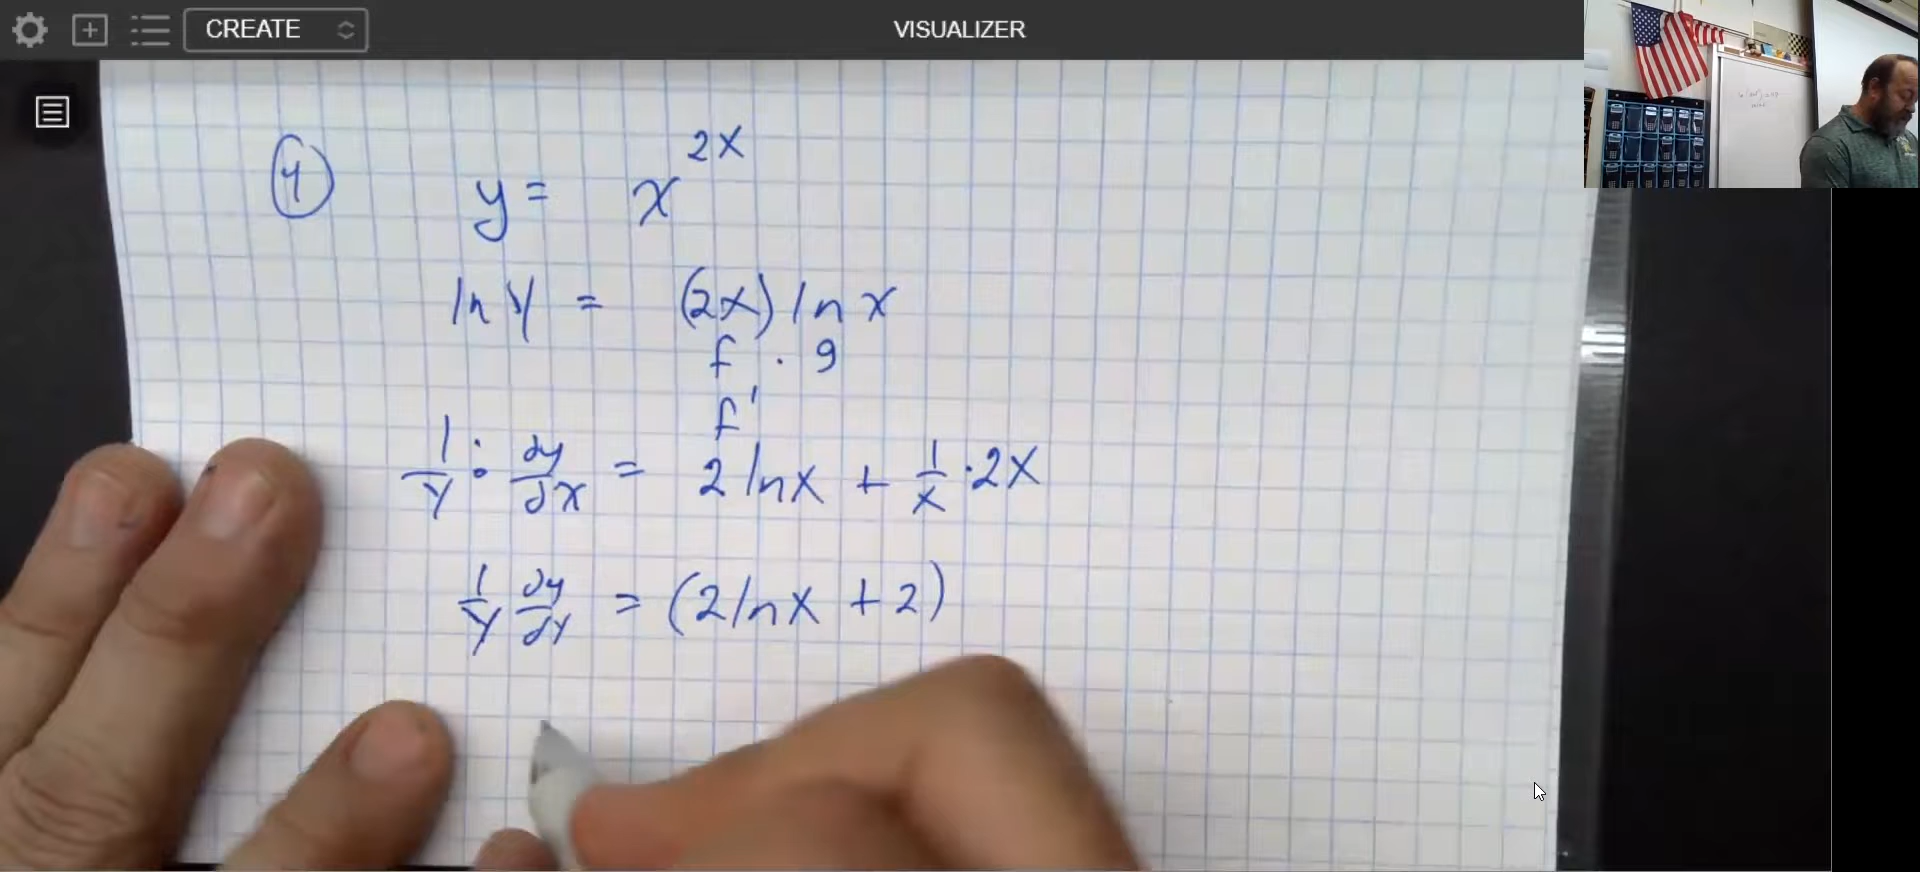 CREATE
VISUALIZER
4 y = x^{2x}
ln y = (2x) ln x
f · g
f'
1/y · dy/dx = 2 ln x + 1/x · 2x
1/y dy/dy = (2 ln x + 2)